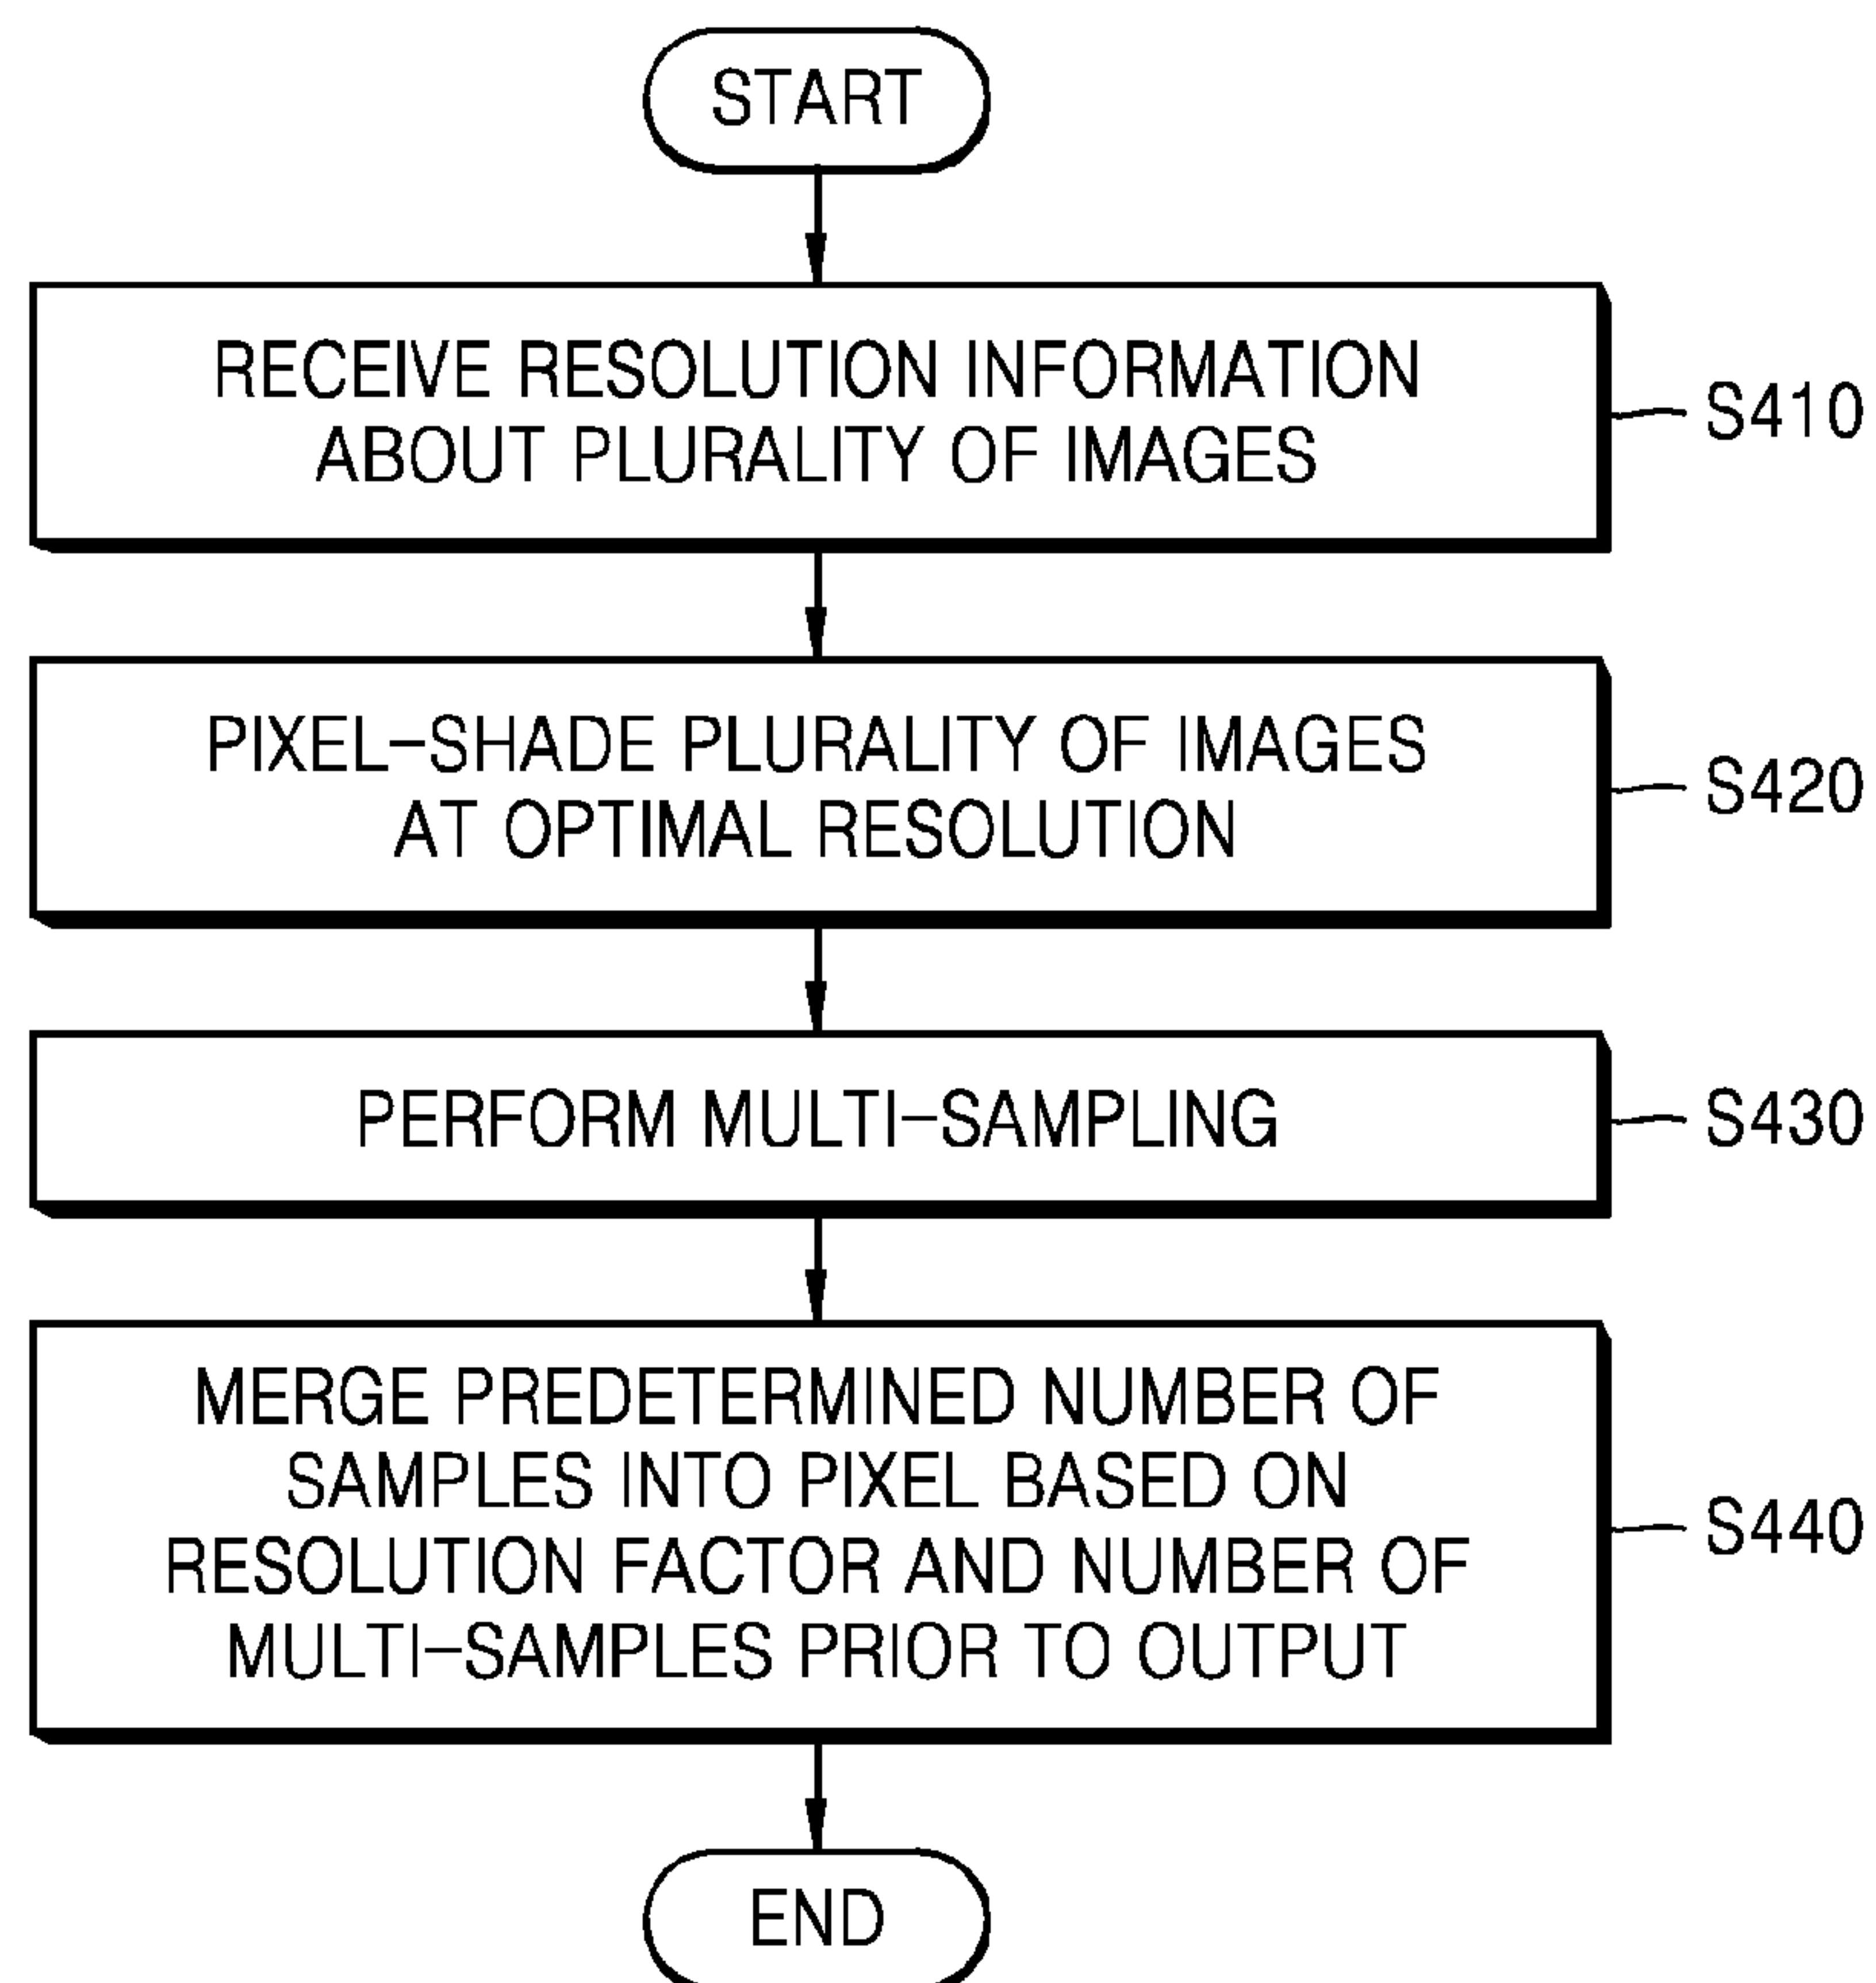 START
RECEIVE RESOLUTION INFORMATION
ABOUT PLURALITY OF IMAGES
S410
PIXEL-SHADE PLURALITY OF IMAGES
AT OPTIMAL RESOLUTION
S420
PERFORM MULTI-SAMPLING
S430
MERGE PREDETERMINED NUMBER OF
SAMPLES INTO PIXEL BASED ON
RESOLUTION FACTOR AND NUMBER OF
MULTI-SAMPLES PRIOR TO OUTPUT
S440
END